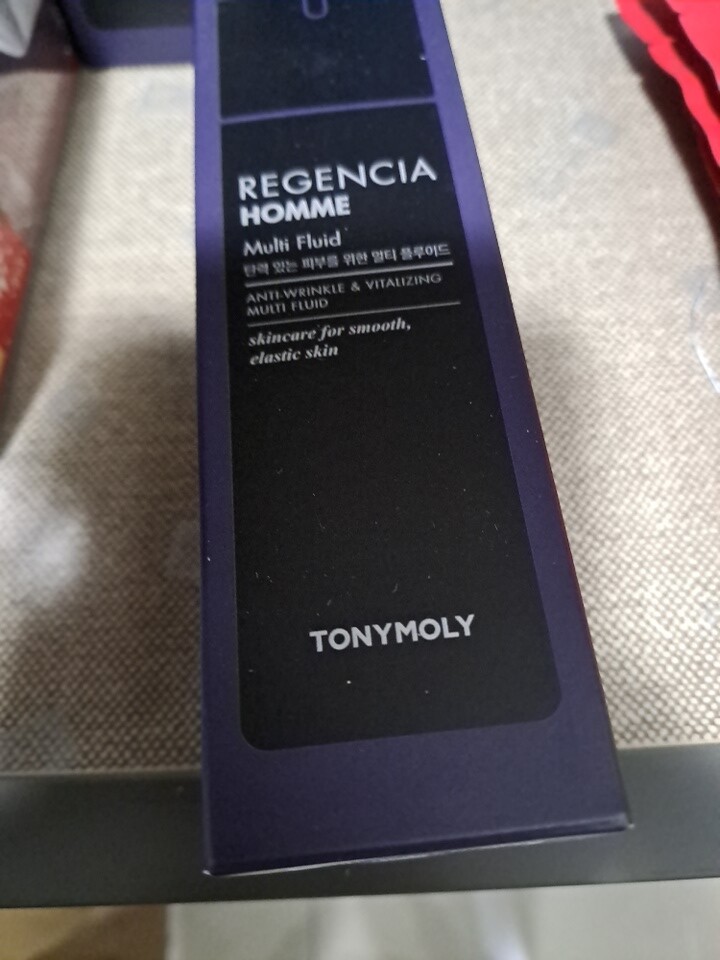 REGENCIA
HOMME
Multi Fluid
탄력 있는 피부를 위한 멀티 플루이드
ANTI-WRINKLE & VITALIZING
MULTI FLUID
skincare for smooth,
elastic skin
TONYMOLY